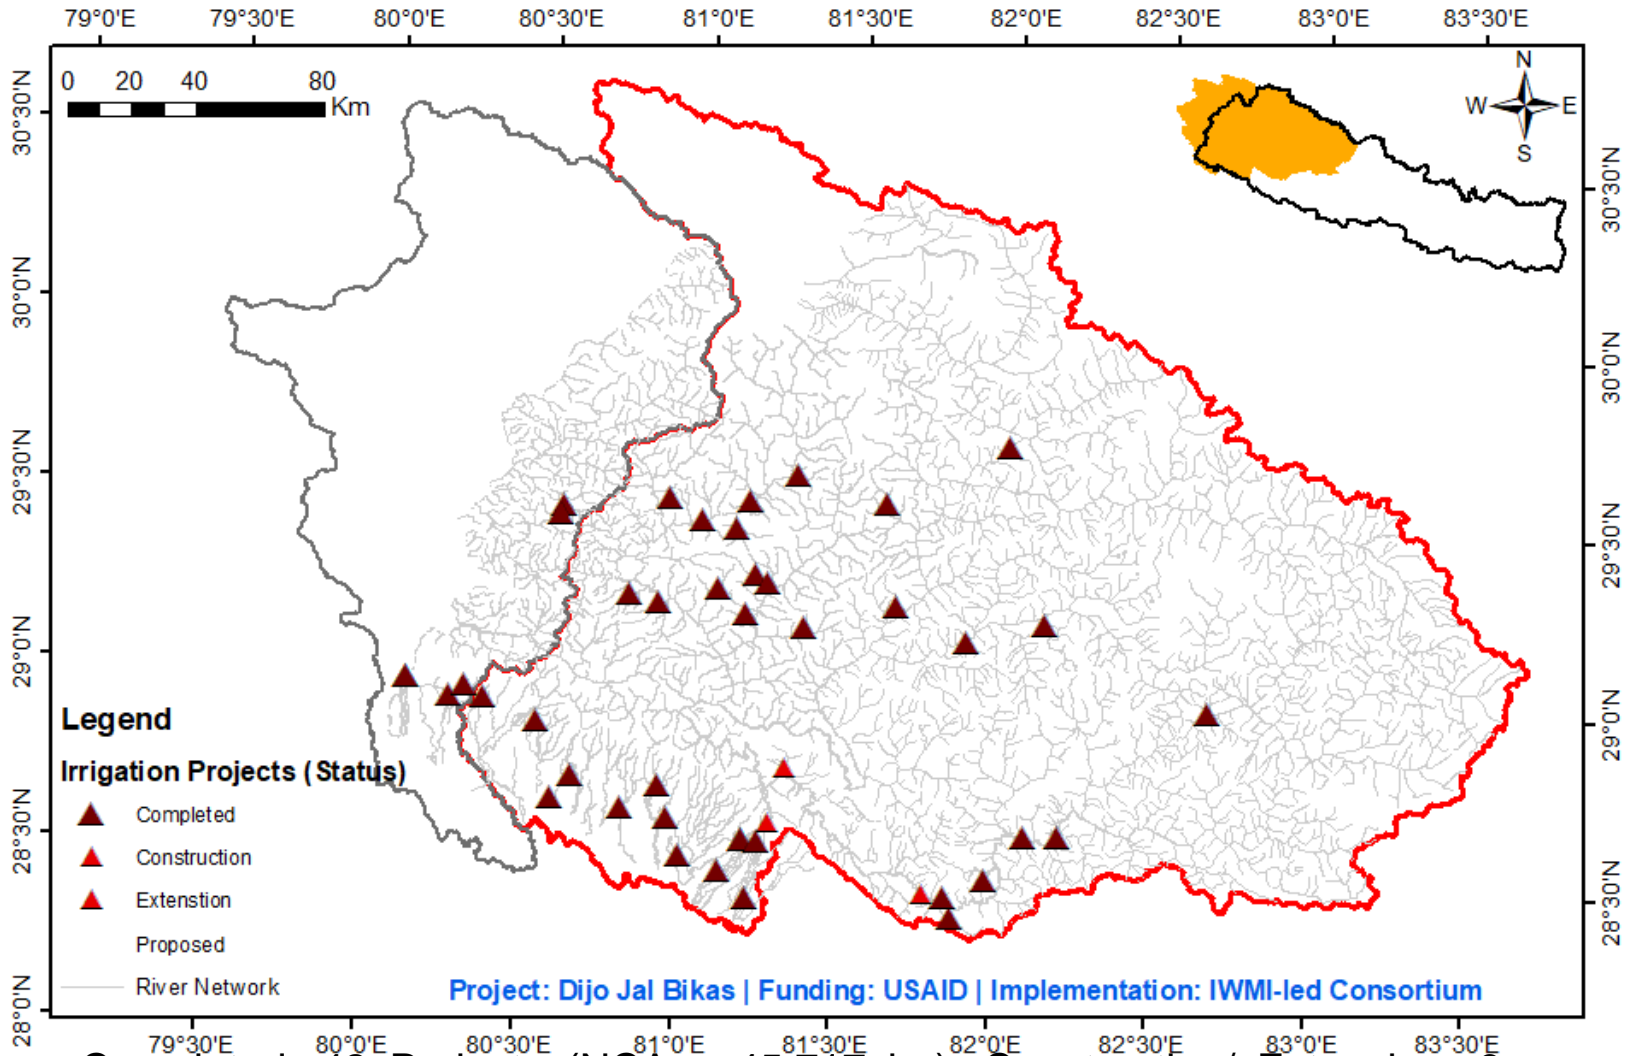 79°0'E 79°30'E 80°0'E 80°30'E 81°0'E 81°30'E 82°0'E 82°30'E 83°0'E 83°30'E
0 20 40 80
Km
N
W E
S
30°30'N
30°0'N
29°30'N
29°0'N
28°30'N
28°0'N
30°30'N
30°0'N
29°30'N
29°0'N
28°30'N
Legend
Irrigation Projects (Status)
Completed
Construction
Extenstion
Proposed
River Network
Project: Dijo Jal Bikas | Funding: USAID | Implementation: IWMI-led Consortium
79°30'E 80°0'E 80°30'E 81°0'E 81°30'E 82°0'E 82°30'E 83°0'E 83°30'E